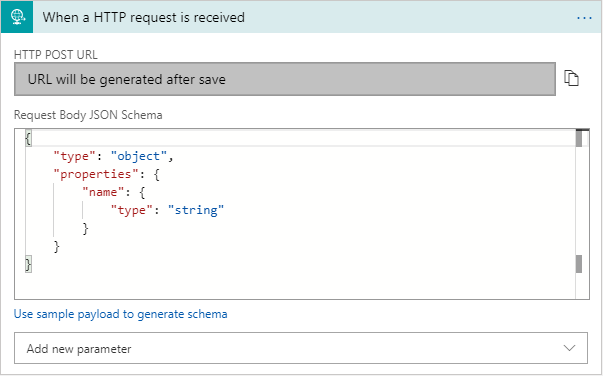 When a HTTP request is received
HTTP POST URL
URL will be generated after save
Request Body JSON Schema
{
    "type": "object",
    "properties": {
        "name": {
            "type": "string"
        }
    }
}
Use sample payload to generate schema
Add new parameter